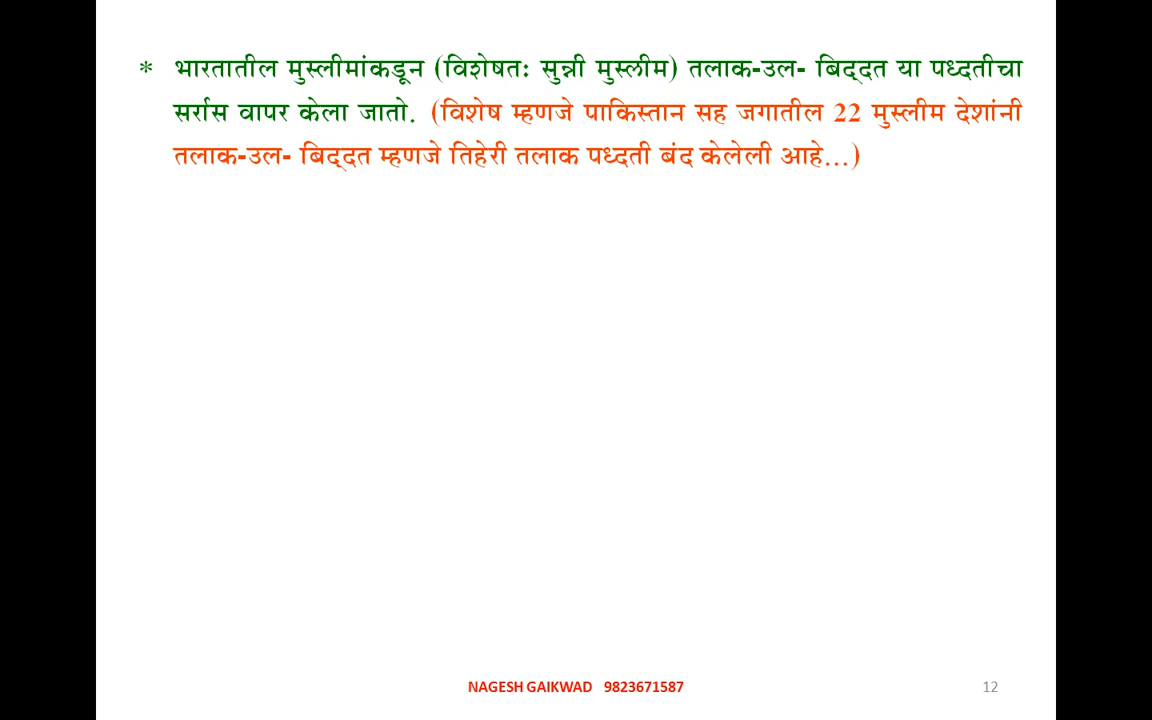 * भारतातील मुस्लीमांकडून (विशेषतः सुन्नी मुस्लीम) तलाक-उल- बिद्दत या पध्दतीचा
सर्रास वापर केला जातो. (विशेष म्हणजे पाकिस्तान सह जगातील 22 मुस्लीम देशांनी
तलाक-उल- बिद्दत म्हणजे तिहेरी तलाक पध्दती बंद केलेली आहे...)
NAGESH GAIKWAD 9823671587
12